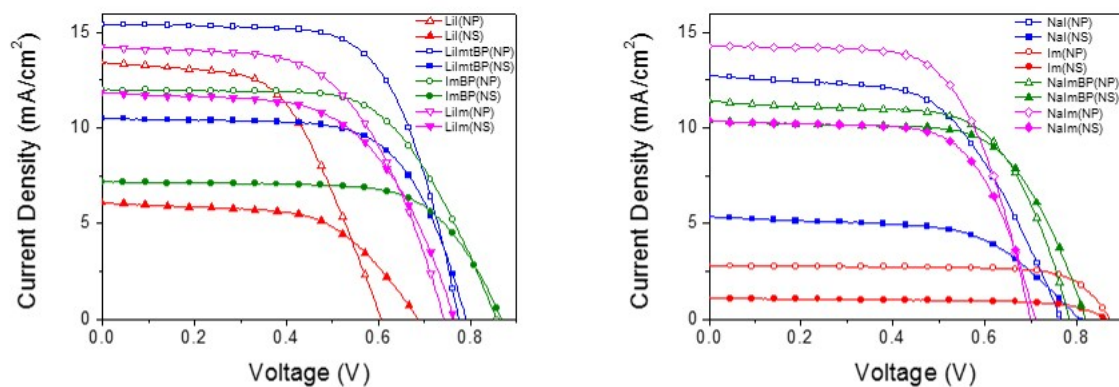 Current Density (mA/cm²)
15
10
5
0
0.0 0.2 0.4 0.6 0.8
Voltage (V)
LiI(NP)
LiI(NS)
LiImtBP(NP)
LiImtBP(NS)
ImBP(NP)
ImBP(NS)
LiIm(NP)
LiIm(NS)
Current Density (mA/cm²)
15
10
5
0
0.0 0.2 0.4 0.6 0.8
Voltage (V)
NaI(NP)
NaI(NS)
Im(NP)
Im(NS)
NaImBP(NP)
NaImBP(NS)
NaIm(NP)
NaIm(NS)